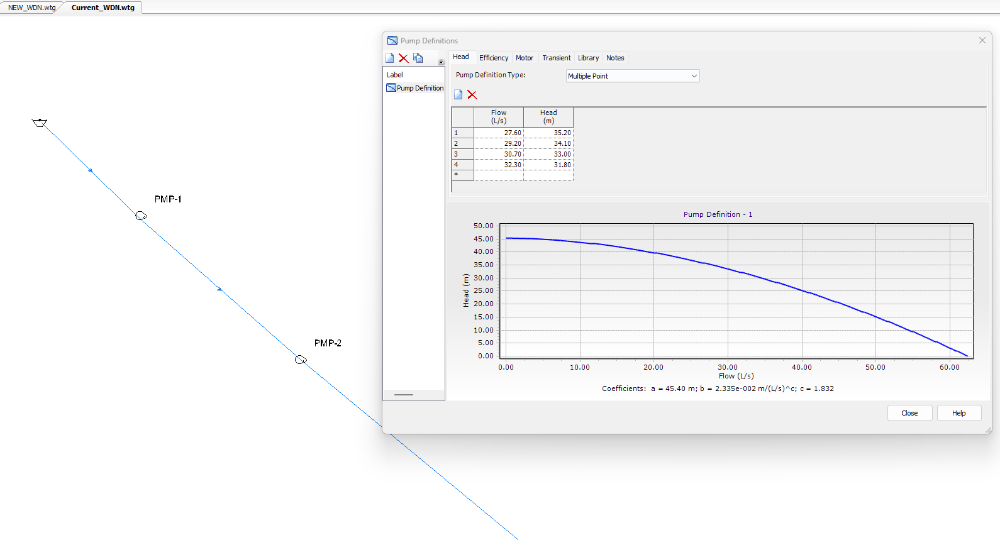 NEW_WDN.wtg Current_WDN.wtg
Pump Definitions
Head Efficiency Motor Transient Library Notes
Label
Pump Definition
Pump Definition Type: Multiple Point
Flow (L/s) Head (m)
1 27.60 35.20
2 29.20 34.10
3 30.70 33.00
4 32.30 31.80
*
PMP-1
PMP-2
Pump Definition - 1
Head (m)
50.00
45.00
40.00
35.00
30.00
25.00
20.00
15.00
10.00
5.00
0.00
0.00 10.00 20.00 30.00 40.00 50.00 60.00
Flow (L/s)
Coefficients: a = 45.40 m; b = 2.335e-002 m/(L/s)^c; c = 1.832
Close Help